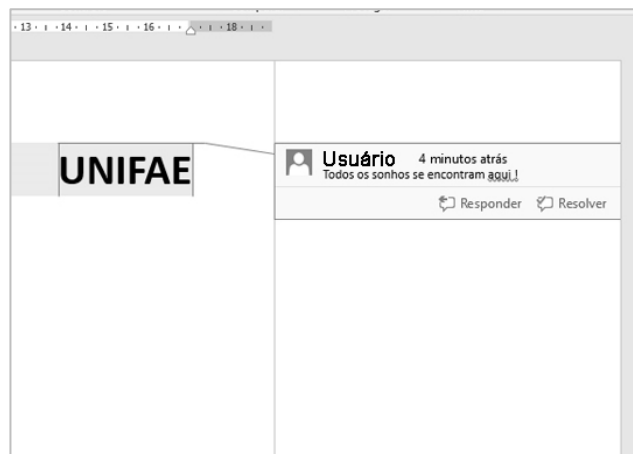 · 13 · ı · 14 · ı · 15 · ı · 16 · ı · ı · 18 · ı ·
UNIFAE
Usuário 4 minutos atrás
Todos os sonhos se encontram aqui !
Responder Resolver